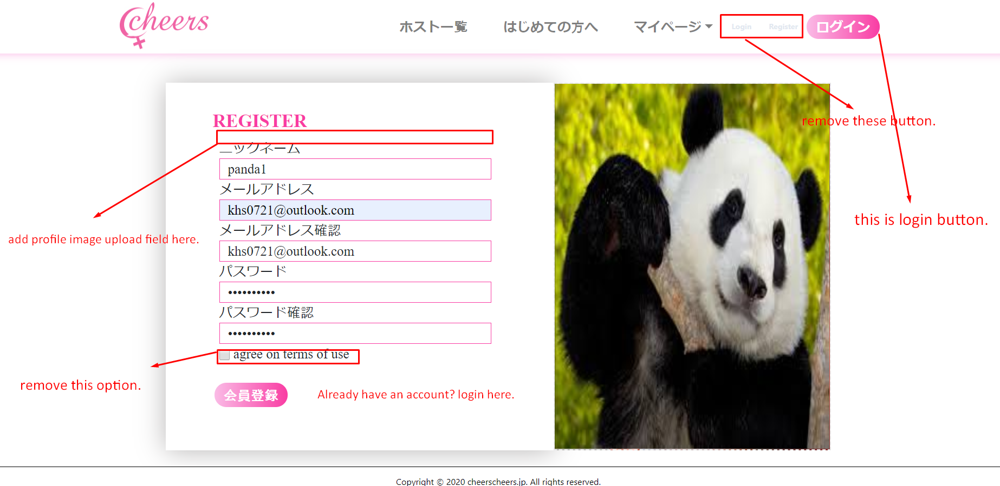 cheers
ホスト一覧 はじめての方へ マイページ Login Register ログイン
remove these button.
REGISTER
ニックネーム
panda1
メールアドレス
khs0721@outlook.com
this is login button.
メールアドレス確認
add profile image upload field here.
khs0721@outlook.com
パスワード
••••••••••
パスワード確認
••••••••••
agree on terms of use
remove this option.
会員登録 Already have an account? login here.
Copyright © 2020 cheerscheers.jp. All rights reserved.